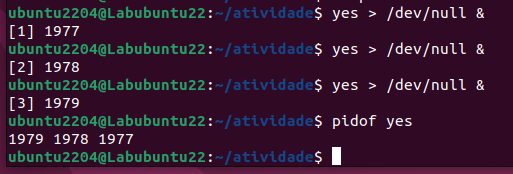 ubuntu2204@Labubuntu22:~/atividade$ yes > /dev/null &
[1] 1977
ubuntu2204@Labubuntu22:~/atividade$ yes > /dev/null &
[2] 1978
ubuntu2204@Labubuntu22:~/atividade$ yes > /dev/null &
[3] 1979
ubuntu2204@Labubuntu22:~/atividade$ pidof yes
1979 1978 1977
ubuntu2204@Labubuntu22:~/atividade$